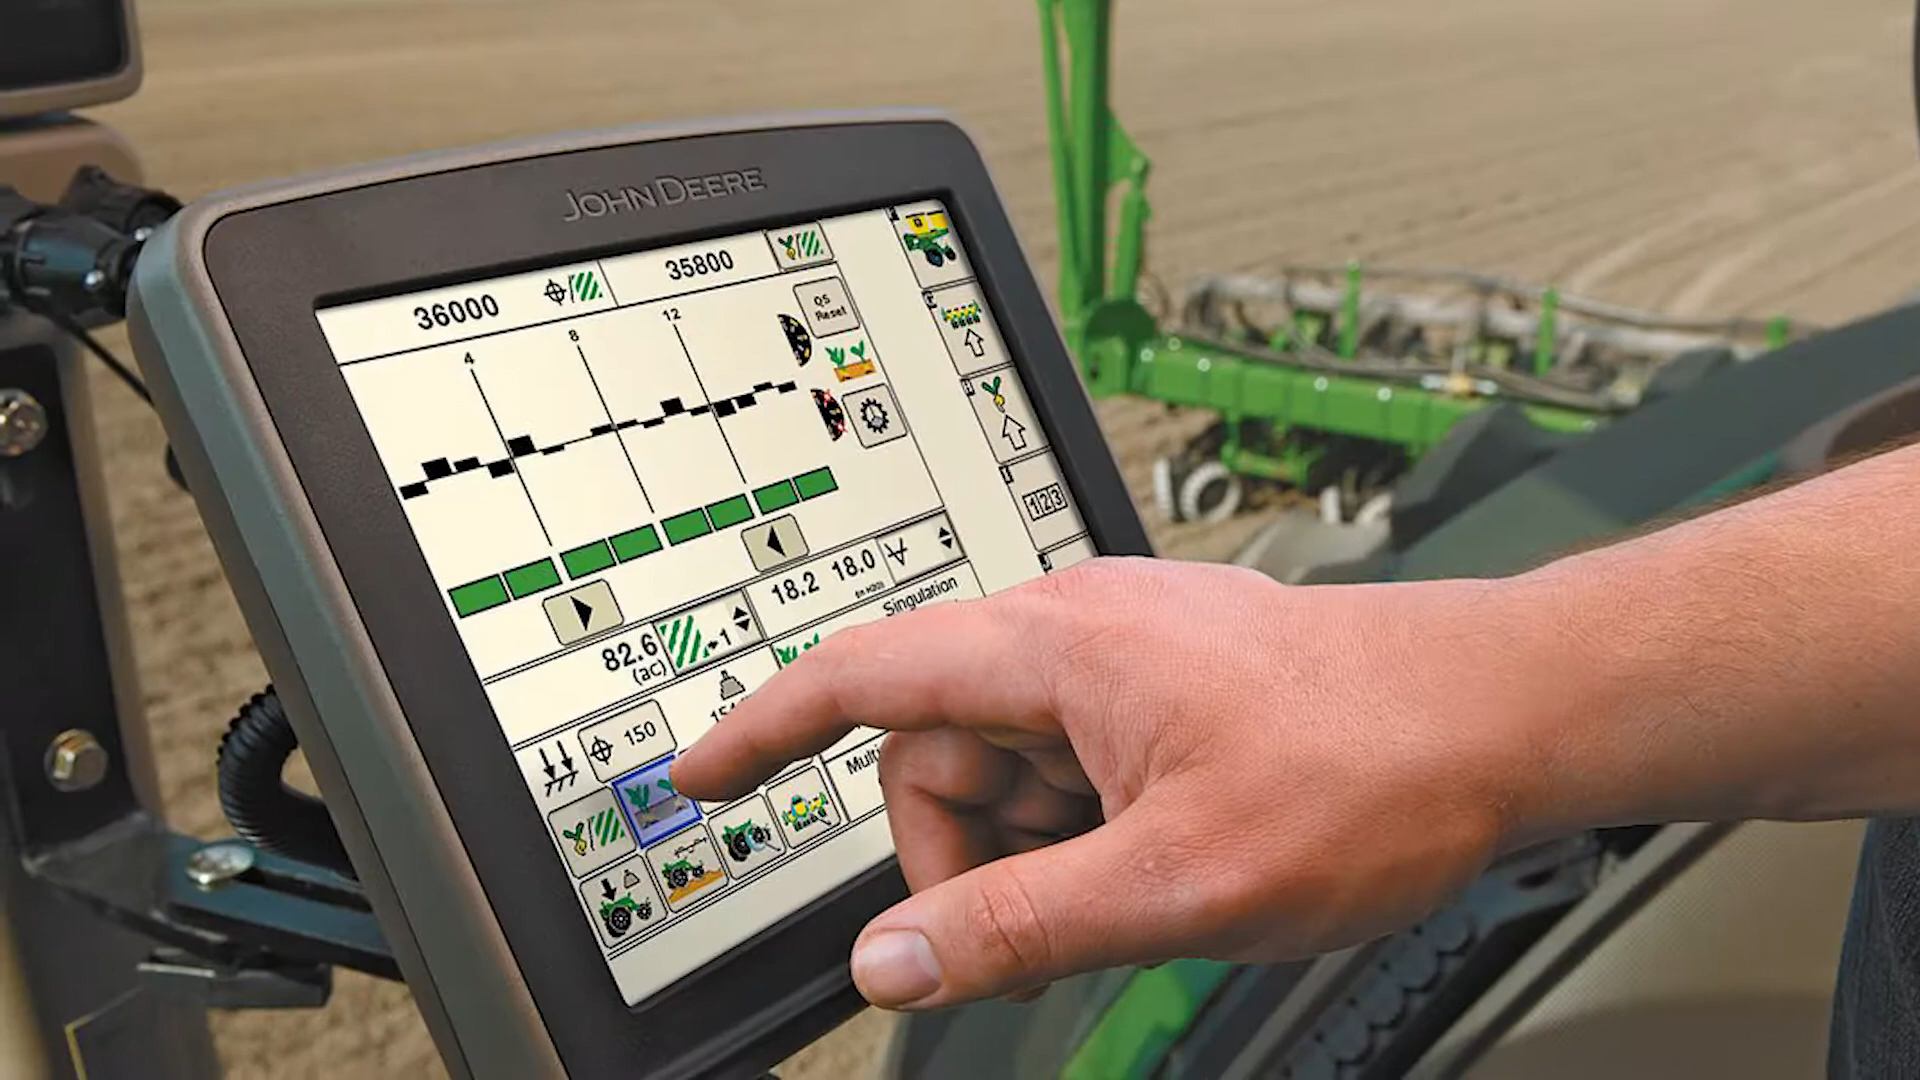 JOHN DEERE
36000
35800
4
8
12
QS
Reset
1 2 3
18.2
18.0
Singulation
82.6
(ac)
1
150
Multi